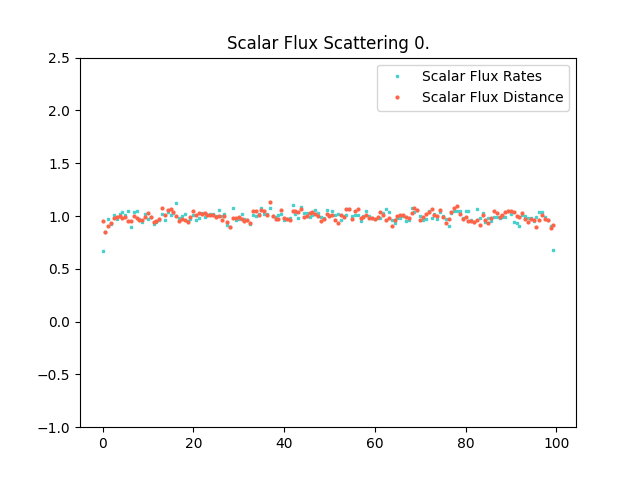 Scalar Flux Scattering 0.
2.5
Scalar Flux Rates
Scalar Flux Distance
2.0
1.5
1.0
0.5
0.0
−0.5
−1.0
0 20 40 60 80 100